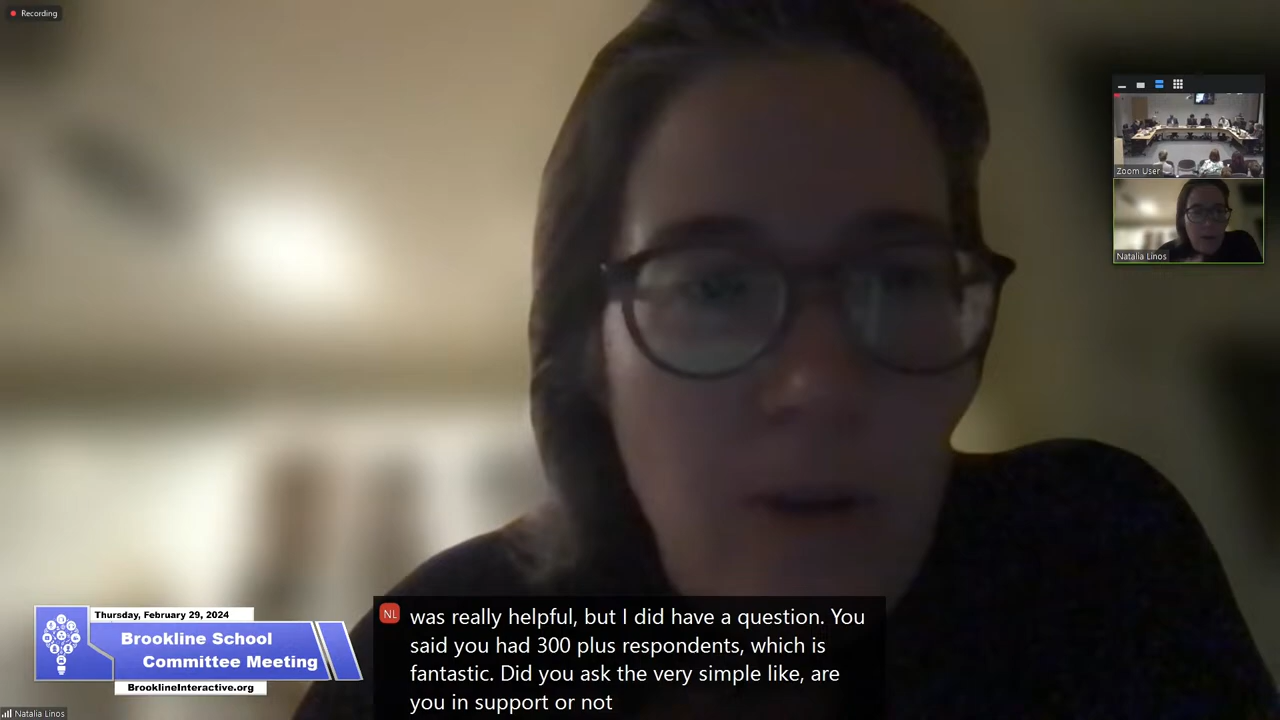 Recording
Zoom User
Natalia Linos
Thursday, February 29, 2024
Brookline School
Committee Meeting
BrooklineInteractive.org
NL
was really helpful, but I did have a question. You
said you had 300 plus respondents, which is
fantastic. Did you ask the very simple like, are
you in support or not
Natalia Linos